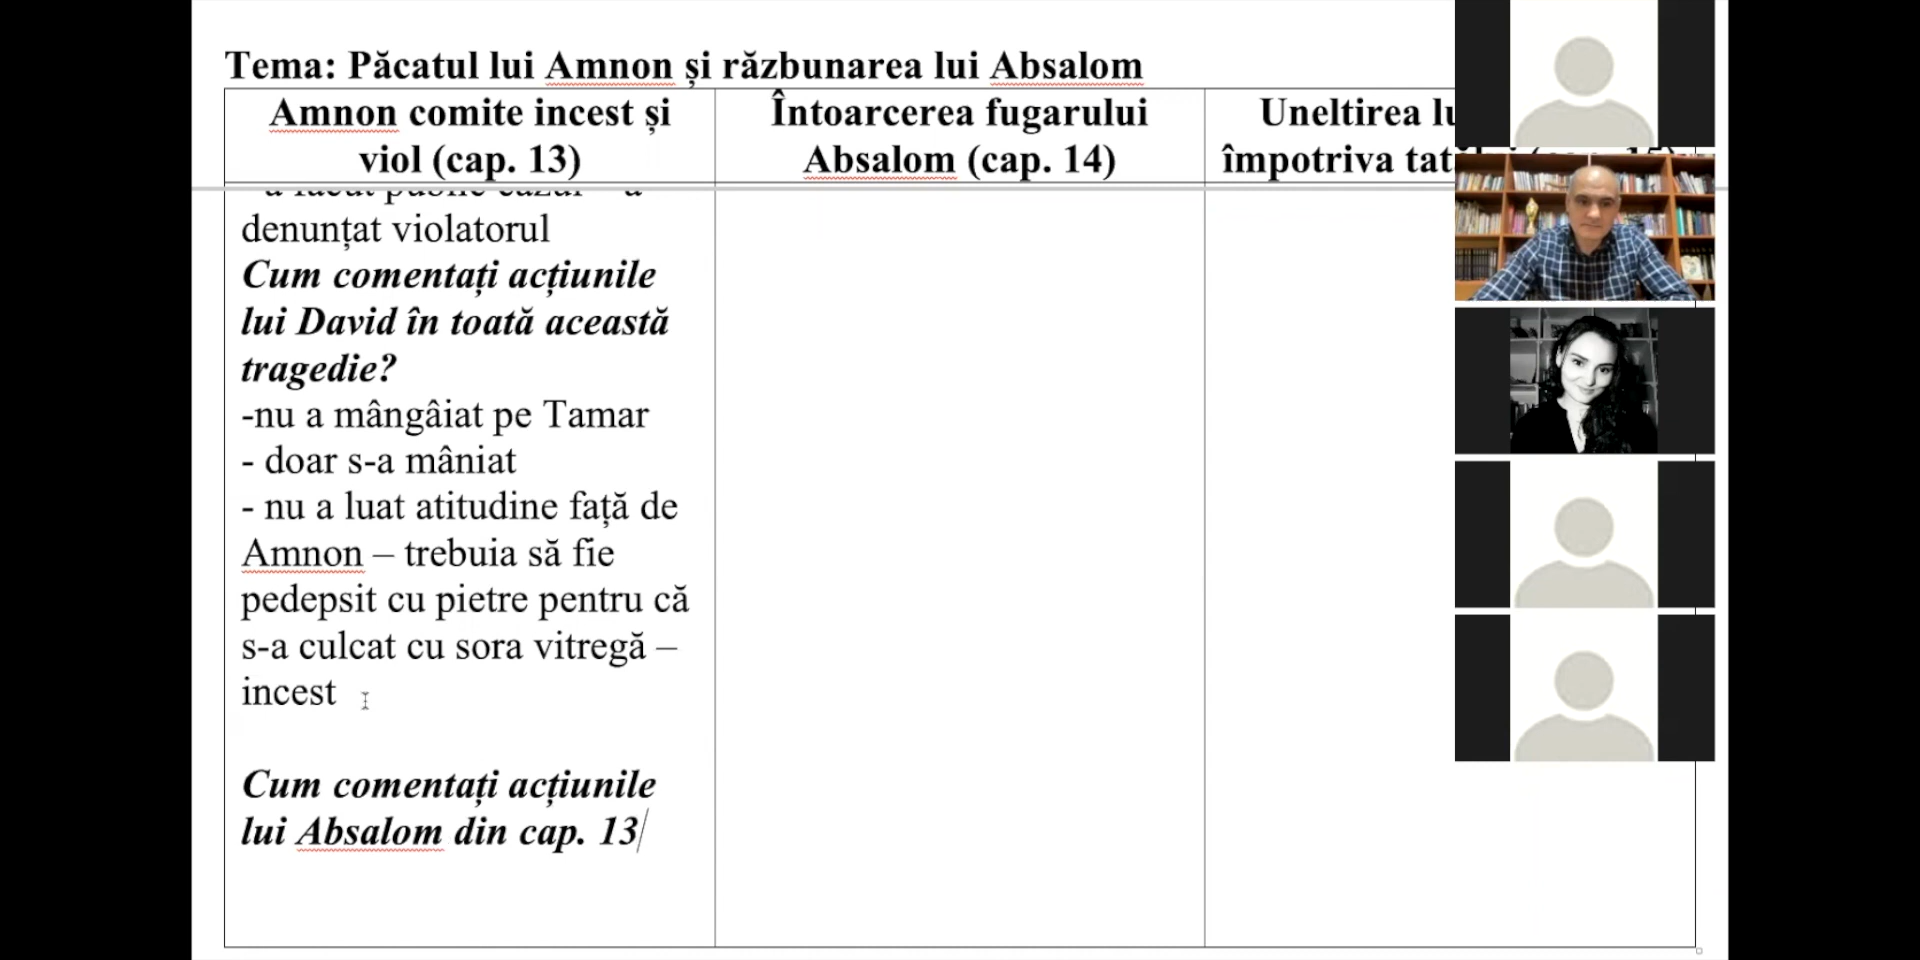 Tema: Păcatul lui Amnon și răzbunarea lui Absalom
Amnon comite incest și
viol (cap. 13)
Întoarcerea fugarului
Absalom (cap. 14)
Uneltirea
împotriva
denunțat violatorul
Cum comentați acțiunile
lui David în toată această
tragedie?
-nu a mângâiat pe Tamar
- doar s-a mâniat
- nu a luat atitudine față de
Amnon – trebuia să fie
pedepsit cu pietre pentru că
s-a culcat cu sora vitregă –
incest
Cum comentați acțiunile
lui Absalom din cap. 13